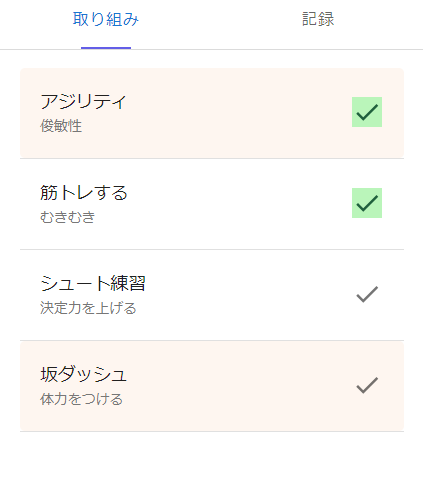 取り組み 記録
アジリティ
俊敏性
筋トレする
むきむき
シュート練習
決定力を上げる
坂ダッシュ
体力をつける